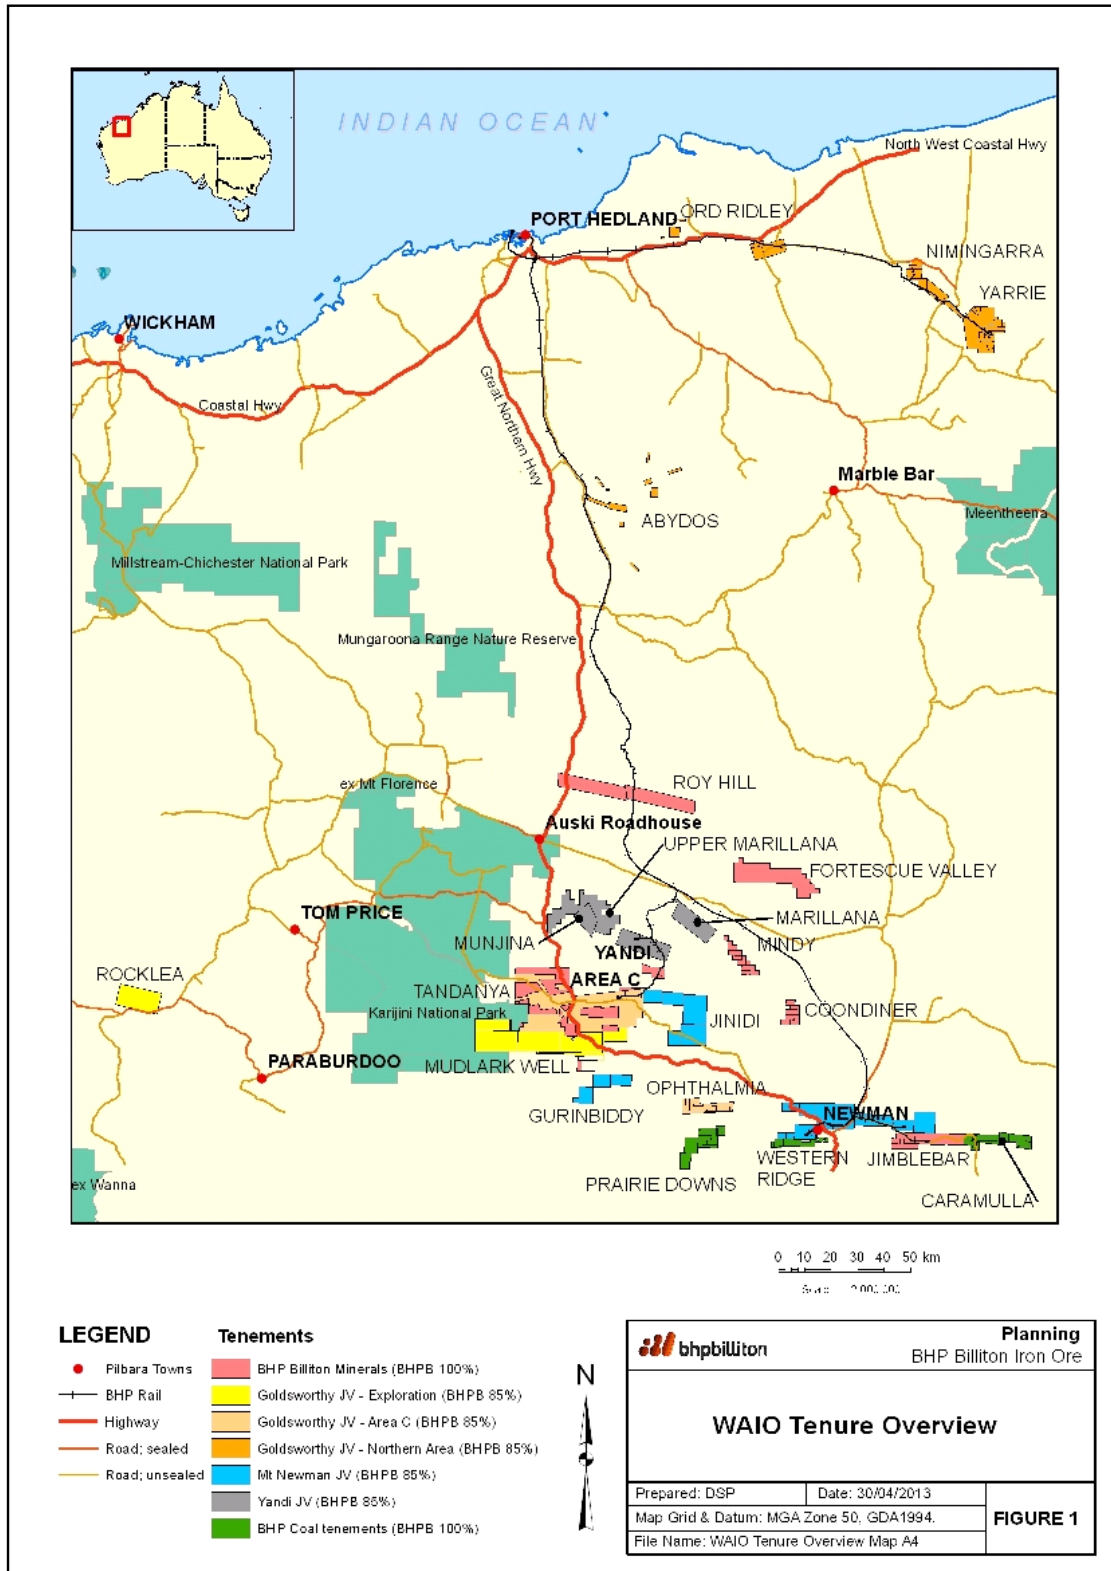 INDIAN OCEAN
North West Coastal Hwy
PORT HEDLAND
ORD RIDLEY
NIMINGARRA
YARRIE
WICKHAM
Coastal Hwy
Great Northern Hwy
Marble Bar
Meentheena
ABYDOS
Millstream-Chichester National Park
Mungaroona Range Nature Reserve
ROY HILL
ex Mt Florence
Auski Roadhouse
UPPER MARILLANA
FORTESCUE VALLEY
TOM PRICE
MARILLANA
MUNJINA
YANDI
MINDY
ROCKLEA
AREA C
TANDANYA
Karijini National Park
JINIDI
COONDINER
PARABURDOO
MUDLARK WELL
OPHTHALMIA
GURINBIDDY
NEWMAN
WESTERN
RIDGE
JIMBLEBAR
PRAIRIE DOWNS
CARAMULLA
ex Wanna
0 10 20 30 40 50 km
LEGEND
Pilbara Towns
BHP Rail
Highway
Road; sealed
Road; unsealed
Tenements
BHP Billiton Minerals (BHPB 100%)
Goldsworthy JV - Exploration (BHPB 85%)
Goldsworthy JV - Area C (BHPB 85%)
Goldsworthy JV - Northern Area (BHPB 85%)
Mt Newman JV (BHPB 85%)
Yandi JV (BHPB 85%)
BHP Coal tenements (BHPB 100%)
N
bhpbilliton
Planning
BHP Billiton Iron Ore
WAIO Tenure Overview
Prepared: DSP
Date: 30/04/2013
Map Grid & Datum: MGA Zone 50, GDA1994.
File Name: WAIO Tenure Overview Map A4
FIGURE 1